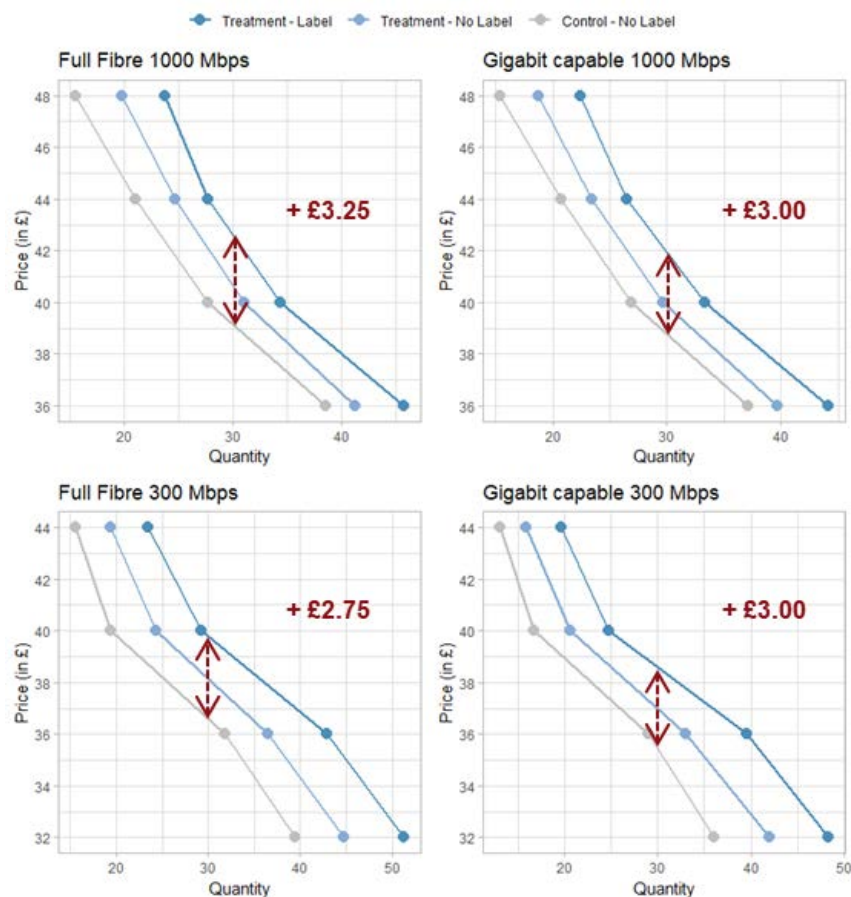 Treatment - Label Treatment - No Label Control - No Label
Full Fibre 1000 Mbps
48
46
44
42
40
38
36
Price (in £)
+ £3.25
20 30 40
Quantity
Gigabit capable 1000 Mbps
48
46
44
42
40
38
36
Price (in £)
+ £3.00
20 30 40
Quantity
Full Fibre 300 Mbps
44
42
40
38
36
34
32
Price (in £)
+ £2.75
20 30 40 50
Quantity
Gigabit capable 300 Mbps
44
42
40
38
36
34
32
Price (in £)
+ £3.00
20 30 40 50
Quantity